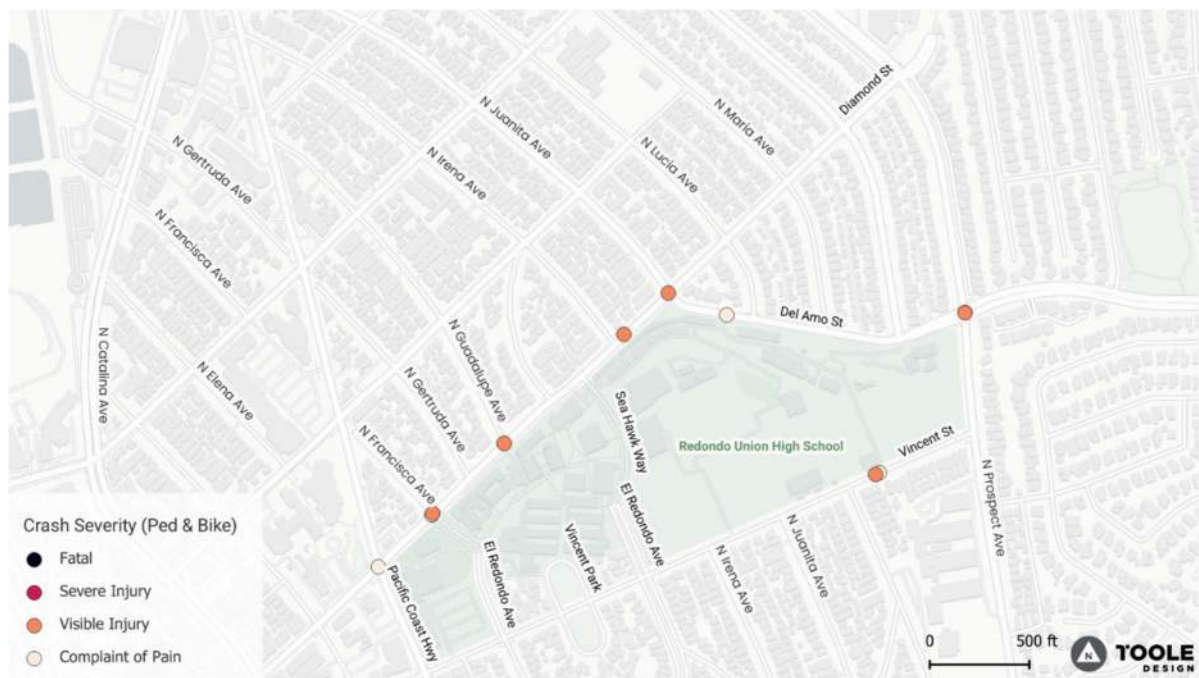 Diamond St
N Juanita Ave
N Maria Ave
N Gertruda Ave
N Irena Ave
N Lucia Ave
N Francisca Ave
Del Amo St
N Catalina Ave
N Guadalupe Ave
N Elena Ave
N Gertruda Ave
Sea Hawk Way
Redondo Union High School
Vincent St
N Francisca Ave
N Prospect Ave
El Redondo Ave
Vincent Park
N Juanita Ave
N Irena Ave
El Redondo Ave
Pacific Coast Hwy
Crash Severity (Ped & Bike)
Fatal
Severe Injury
Visible Injury
Complaint of Pain
0 500 ft
N
TOOLE
DESIGN